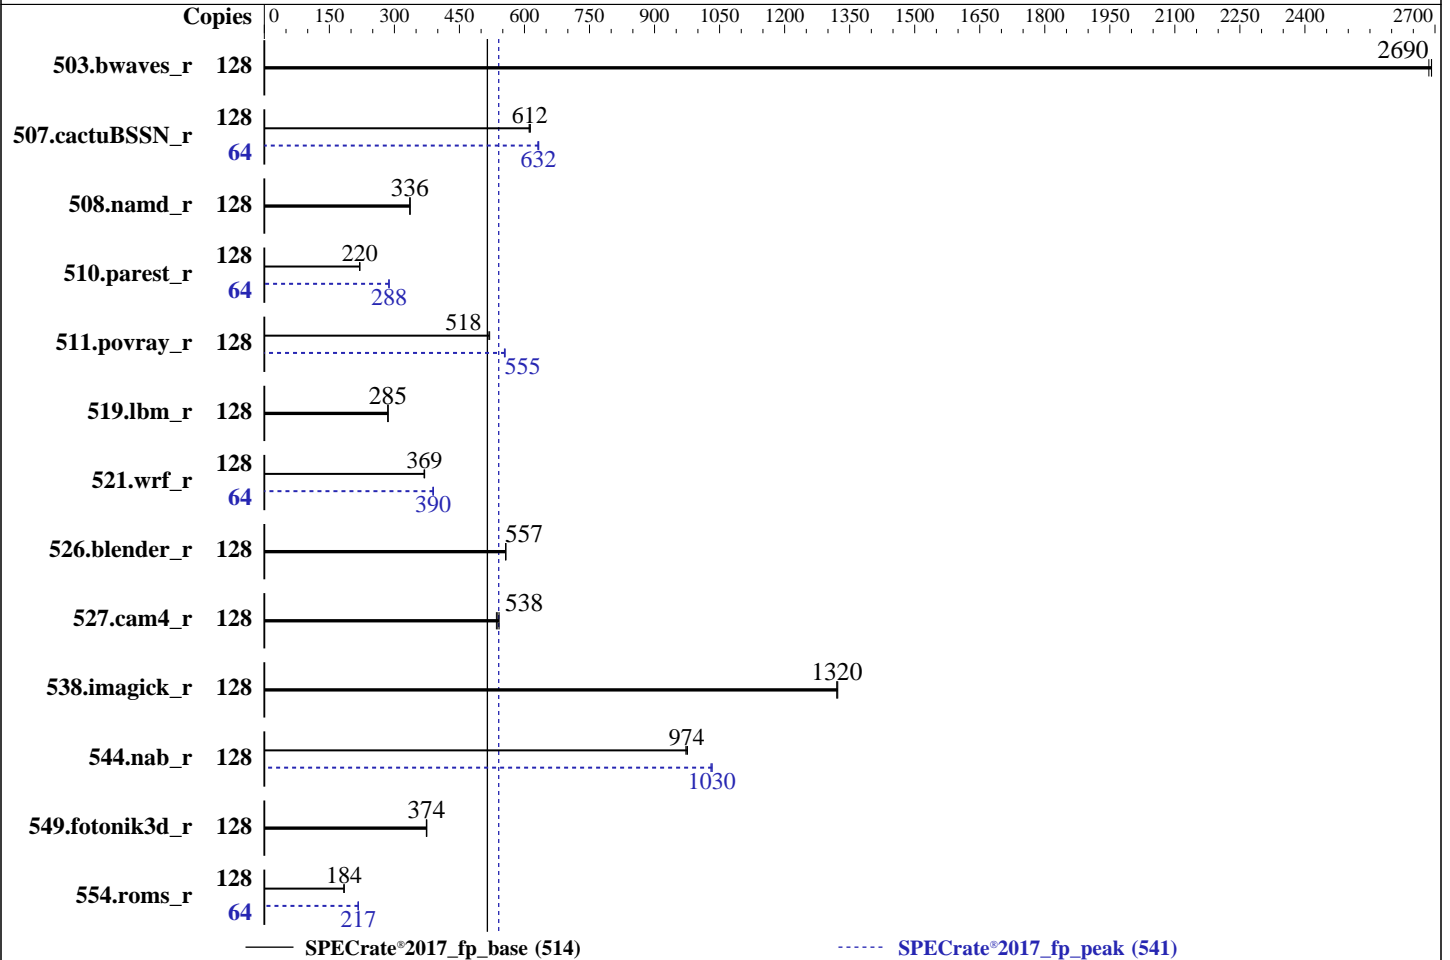 Copies 0 150 300 450 600 750 900 1050 1200 1350 1500 1650 1800 1950 2100 2250 2400 2700
503.bwaves_r 128 2690
507.cactuBSSN_r 128 612
64 632
508.namd_r 128 336
510.parest_r 128 220
64 288
511.povray_r 128 518
555
519.lbm_r 128 285
521.wrf_r 128 369
64 390
526.blender_r 128 557
527.cam4_r 128 538
538.imagick_r 128 1320
544.nab_r 128 974
1030
549.fotonik3d_r 128 374
554.roms_r 128 184
64 217
SPECrate®2017_fp_base (514) SPECrate®2017_fp_peak (541)